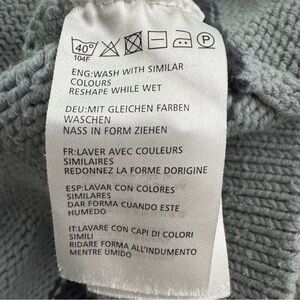 40°
104F
P
ENG:WASH WITH SIMILAR
COLOURS
RESHAPE WHILE WET
DEU:MIT GLEICHEN FARBEN
WASCHEN
NASS IN FORM ZIEHEN
FR:LAVER AVEC COULEURS
SIMILAIRES
REDONNEZ LA FORME DORIGINE
ESP:LAVAR CON COLORES
SIMILARES
DAR FORMA CUANDO ESTE
HUMEDO
IT:LAVARE CON CAPI DI COLORI
SIMILI
RIDARE FORMA ALL'INDUMENTO
MENTRE UMIDO